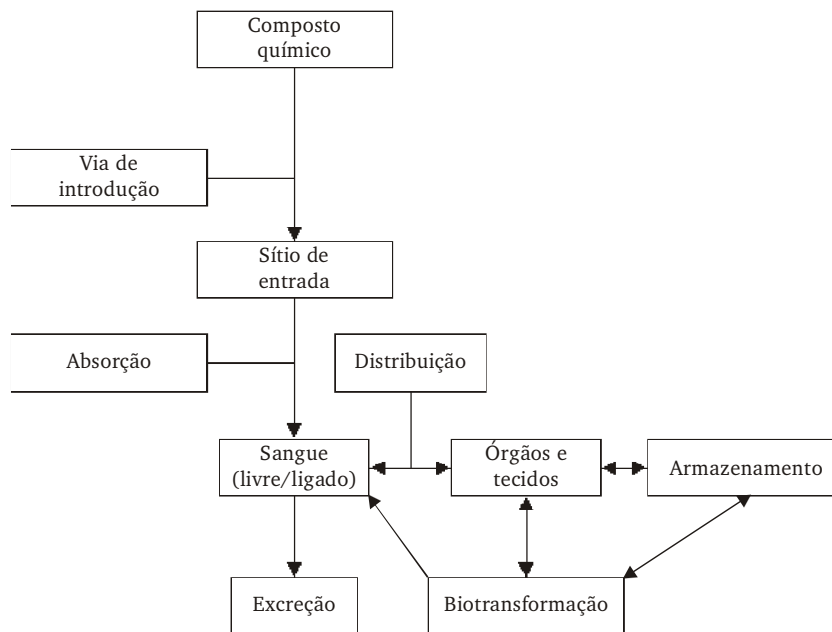 Composto
químico
Via de
introdução
Sítio de
entrada
Absorção
Distribuição
Sangue
(livre/ligado)
Órgãos e
tecidos
Armazenamento
Excreção
Biotransformação